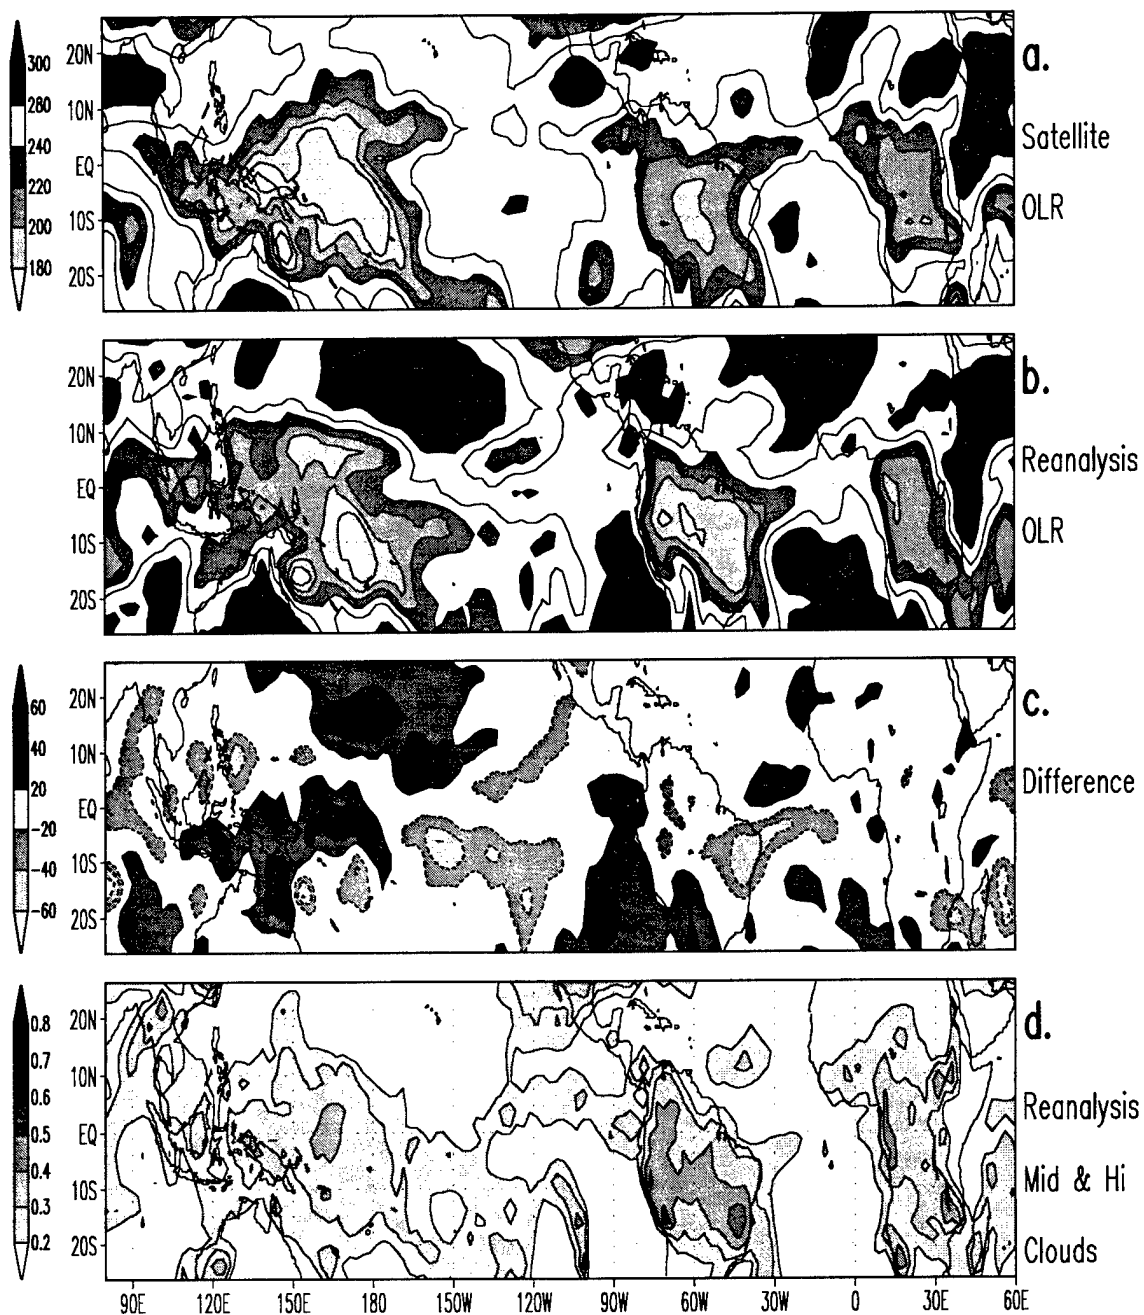 300
280
240
220
200
180
20N
10N
EQ
10S
20S
a.
Satellite
OLR
20N
10N
EQ
10S
20S
b.
Reanalysis
OLR
60
40
20
-20
-40
-60
20N
10N
EQ
10S
20S
c.
Difference
0.8
0.7
0.6
0.5
0.4
0.3
0.2
20N
10N
EQ
10S
20S
d.
Reanalysis
Mid & Hi
Clouds
90E 120E 150E 180 150W 120W 90W 60W 30W 0 30E 60E